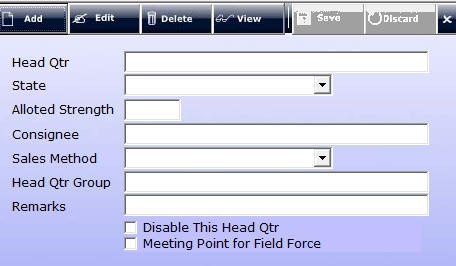 Add Edit Delete View Save Discard
Head Qtr
State
Alloted Strength
Consignee
Sales Method
Head Qtr Group
Remarks
Disable This Head Qtr
Meeting Point for Field Force